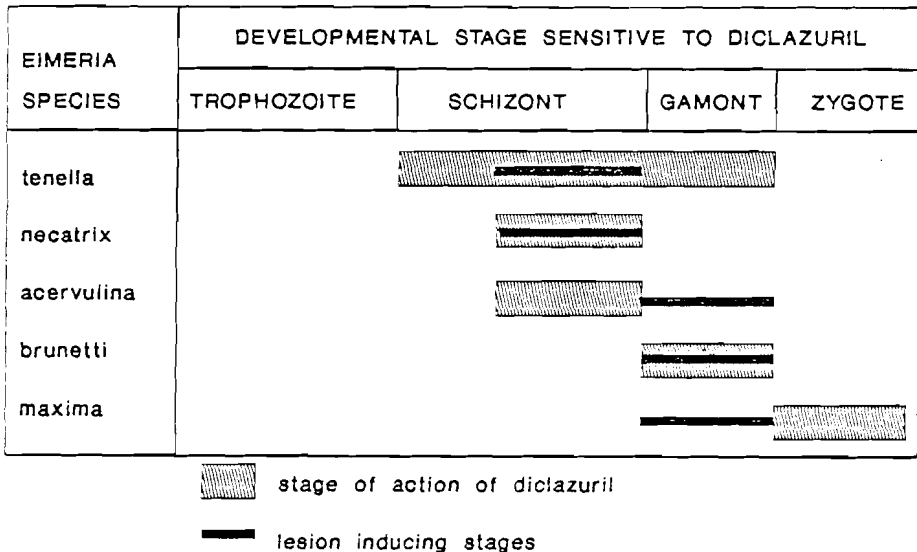 DEVELOPMENTAL STAGE SENSITIVE TO DICLAZURIL
EIMERIA
SPECIES
TROPHOZOITE SCHIZONT GAMONT ZYGOTE
tenella
necatrix
acervulina
brunetti
maxima
stage of action of diclazuril
lesion inducing stages